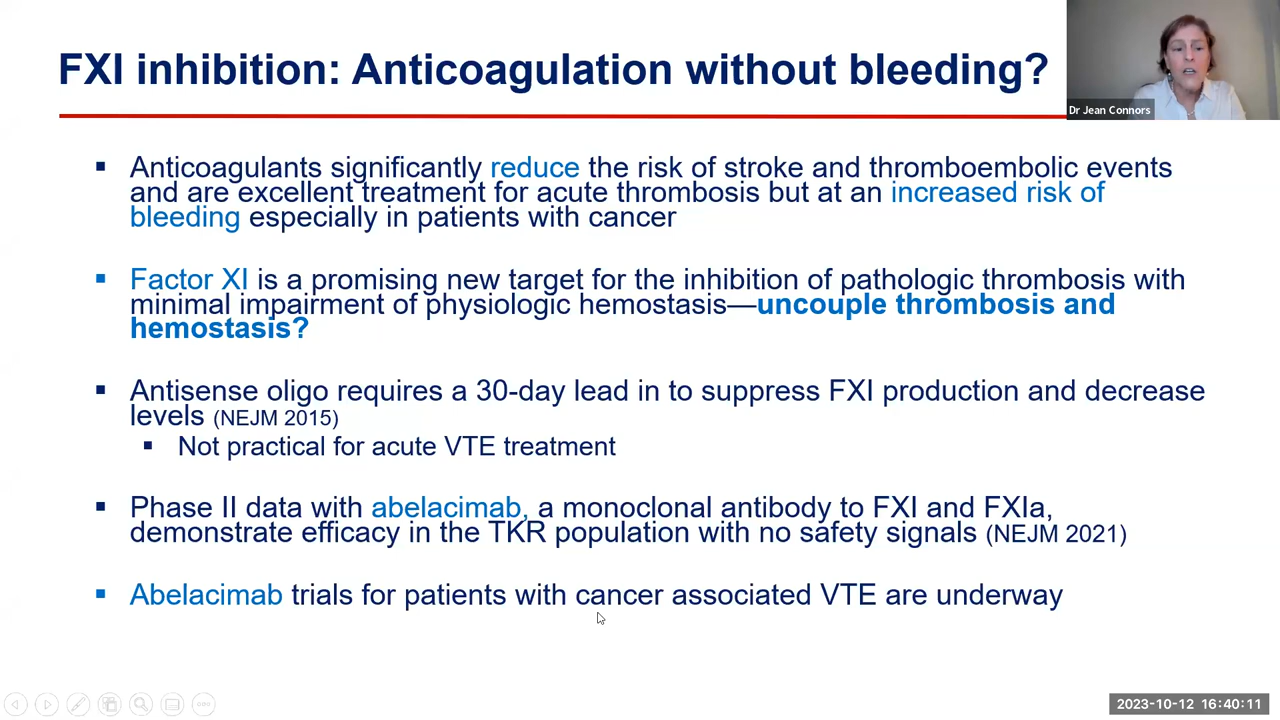 FXI inhibition: Anticoagulation without bleeding?
Dr Jean Connors
Anticoagulants significantly reduce the risk of stroke and thromboembolic events
and are excellent treatment for acute thrombosis but at an increased risk of
bleeding especially in patients with cancer
Factor XI is a promising new target for the inhibition of pathologic thrombosis with
minimal impairment of physiologic hemostasis—uncouple thrombosis and
hemostasis?
Antisense oligo requires a 30-day lead in to suppress FXI production and decrease
levels (NEJM 2015)
Not practical for acute VTE treatment
Phase II data with abelacimab, a monoclonal antibody to FXI and FXIa,
demonstrate efficacy in the TKR population with no safety signals (NEJM 2021)
Abelacimab trials for patients with cancer associated VTE are underway
2023-10-12 16:40:11